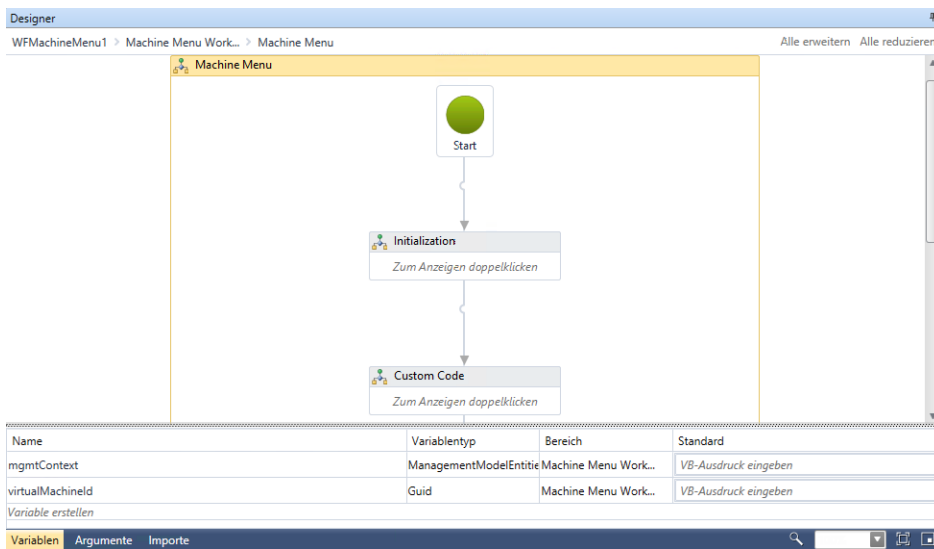 Designer
WFMachineMenu1 > Machine Menu Work... > Machine Menu Alle erweitern Alle reduzieren
Machine Menu
Start
Initialization
Zum Anzeigen doppelklicken
Custom Code
Zum Anzeigen doppelklicken
Name Variablentyp Bereich Standard
mgmtContext ManagementModelEntitie Machine Menu Work... VB-Ausdruck eingeben
virtualMachineId Guid Machine Menu Work... VB-Ausdruck eingeben
Variable erstellen
Variablen Argumente Importe